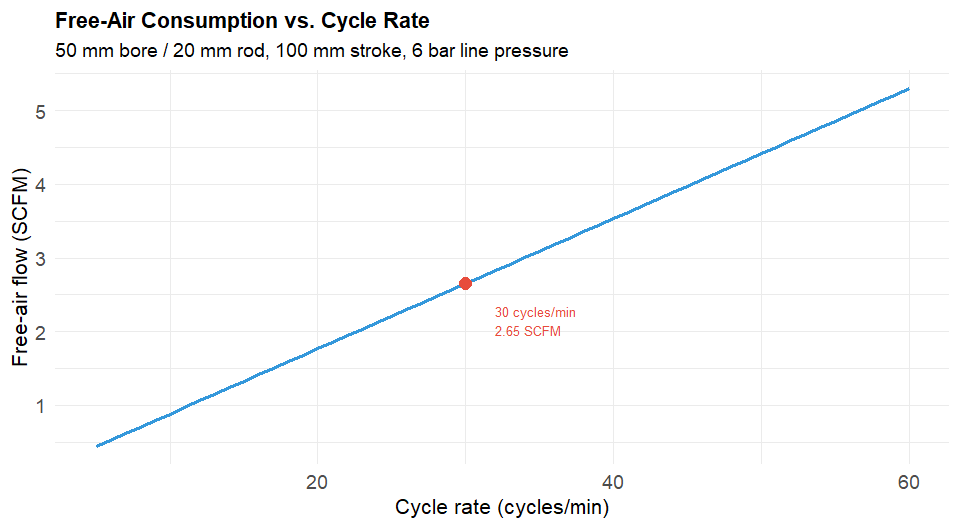 Free-Air Consumption vs. Cycle Rate
50 mm bore / 20 mm rod, 100 mm stroke, 6 bar line pressure
Free-air flow (SCFM)
5
4
3
2
1
30 cycles/min
2.65 SCFM
20
40
60
Cycle rate (cycles/min)